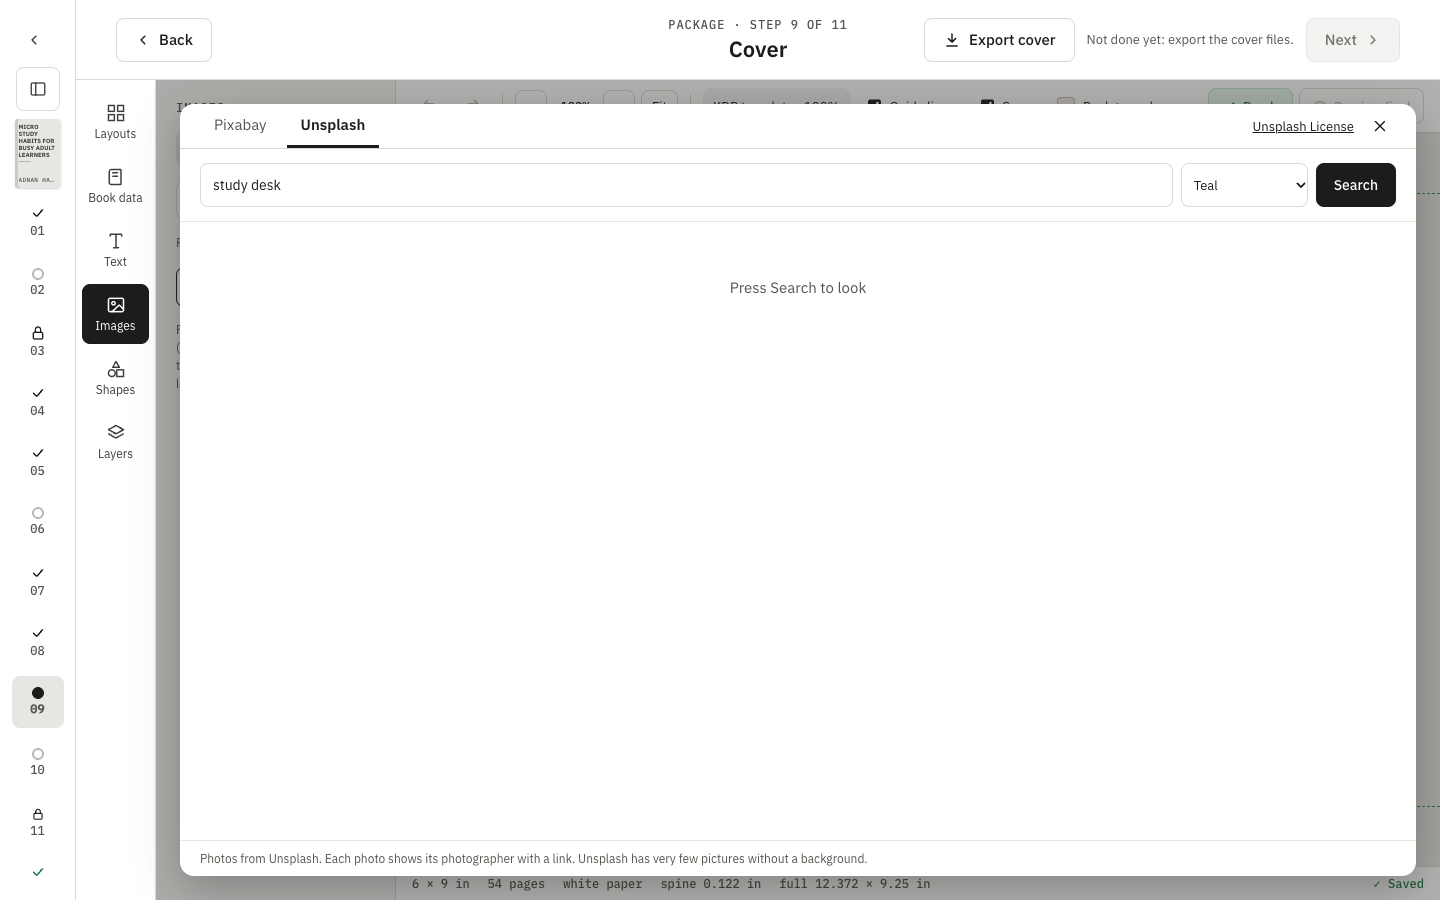 PACKAGE · STEP 9 OF 11
Cover
Back
Export cover
Not done yet: export the cover files.
Next
MICRO
STUDY
HABITS FOR
BUSY ADULT
LEARNERS
ADNAN HA…
01
02
03
04
05
06
07
08
09
10
11
Layouts
Book data
Text
Images
Shapes
Layers
Pixabay
Unsplash
Unsplash License
study desk
Teal
Search
Press Search to look
Photos from Unsplash. Each photo shows its photographer with a link. Unsplash has very few pictures without a background.
6 × 9 in 54 pages white paper spine 0.122 in full 12.372 × 9.25 in
✓ Saved